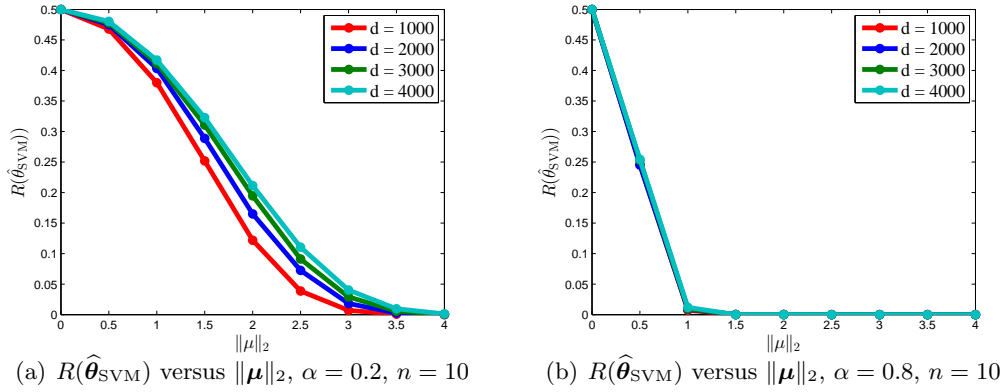 0.5
0.45
0.4
0.35
0.3
0.25
0.2
0.15
0.1
0.05
0
R(θ̂_SVM))
0 0.5 1 1.5 2 2.5 3 3.5 4
‖μ‖₂
d = 1000
d = 2000
d = 3000
d = 4000
(a) R(θ̂_SVM) versus ‖μ‖₂, α = 0.2, n = 10
0.5
0.45
0.4
0.35
0.3
0.25
0.2
0.15
0.1
0.05
0
R(θ̂_SVM))
0 0.5 1 1.5 2 2.5 3 3.5 4
‖μ‖₂
d = 1000
d = 2000
d = 3000
d = 4000
(b) R(θ̂_SVM) versus ‖μ‖₂, α = 0.8, n = 10